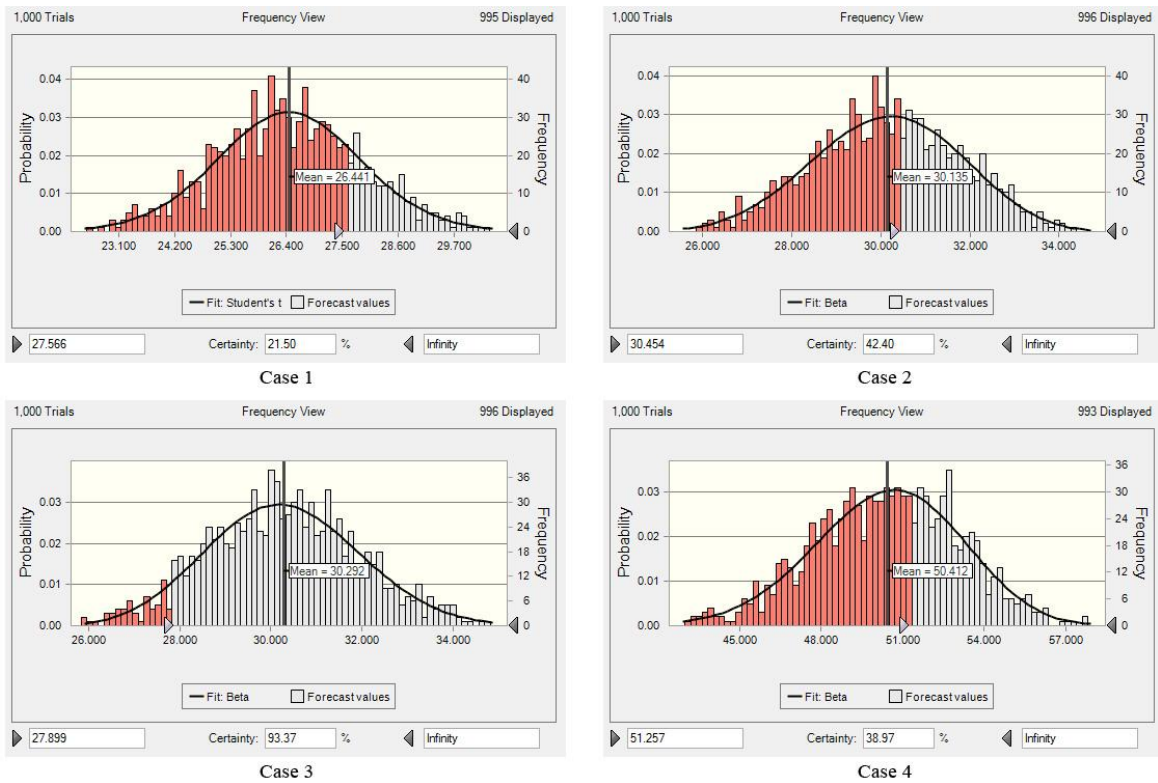 1,000 Trials Frequency View 995 Displayed
Probability
0.04
0.03
0.02
0.01
0.00
Frequency
40
30
20
10
0
Mean = 26.441
23.100 24.200 25.300 26.400 27.500 28.600 29.700
Fit: Student's t Forecast values
27.566 Certainty: 21.50 % Infinity
Case 1
1,000 Trials Frequency View 996 Displayed
Probability
0.04
0.03
0.02
0.01
0.00
Frequency
40
30
20
10
0
Mean = 30.135
26.000 28.000 30.000 32.000 34.000
Fit: Beta Forecast values
30.454 Certainty: 42.40 % Infinity
Case 2
1,000 Trials Frequency View 996 Displayed
Probability
0.03
0.02
0.01
0.00
Frequency
36
30
24
18
12
6
0
Mean = 30.292
26.000 28.000 30.000 32.000 34.000
Fit: Beta Forecast values
27.899 Certainty: 93.37 % Infinity
Case 3
1,000 Trials Frequency View 993 Displayed
Probability
0.03
0.02
0.01
0.00
Frequency
36
30
24
18
12
6
0
Mean = 50.412
45.000 48.000 51.000 54.000 57.000
Fit: Beta Forecast values
51.257 Certainty: 38.97 % Infinity
Case 4